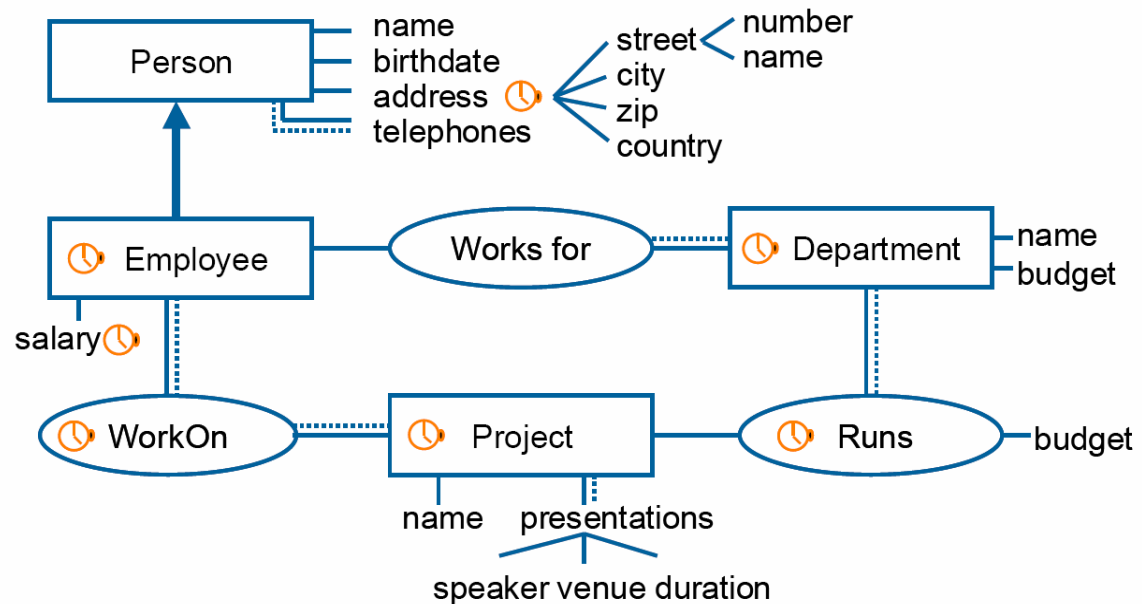 name
number
street
Person
birthdate
name
city
address
zip
telephones
country
Employee
Works for
Department
name
budget
salary
WorkOn
Project
Runs
budget
name
presentations
speaker venue duration